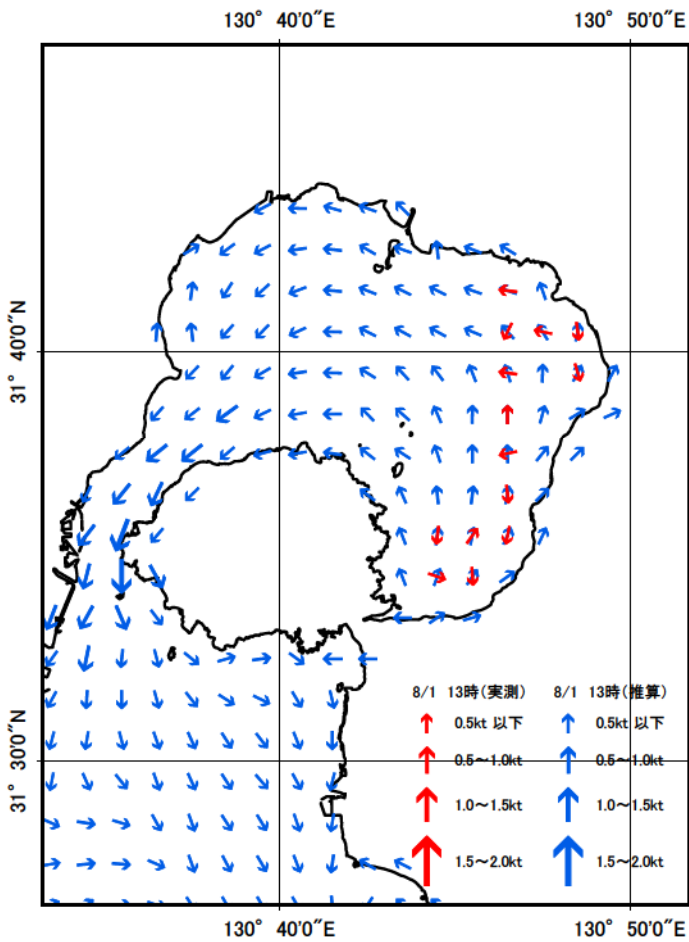 130° 40′0″E 130° 50′0″E
31° 40′0″N
31° 30′0″N
8/1 13時(実測) 8/1 13時(推算)
0.5kt 以下 0.5kt 以下
0.5～1.0kt 0.5～1.0kt
1.0～1.5kt 1.0～1.5kt
1.5～2.0kt 1.5～2.0kt
130° 40′0″E 130° 50′0″E